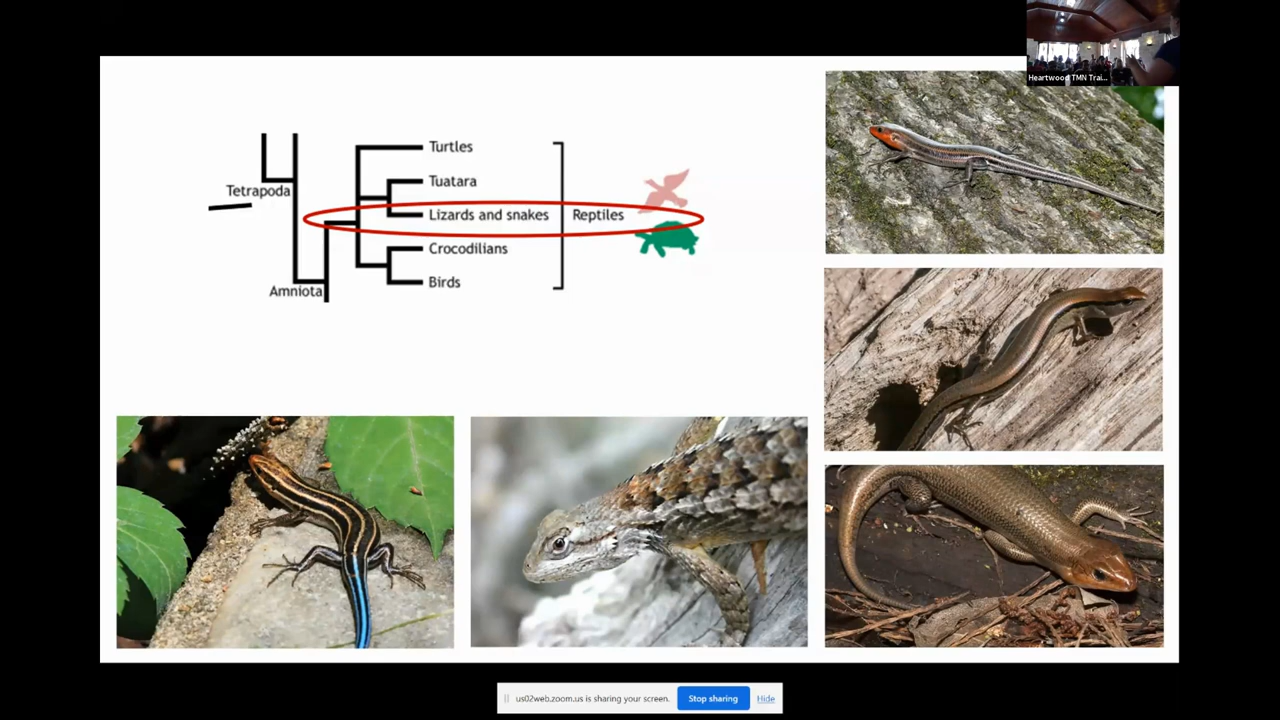 Heartwood TMN Trai...
Turtles
Tetrapoda
Tuatara
Lizards and snakes
Reptiles
Crocodilians
Amniota
Birds
us02web.zoom.us is sharing your screen.
Stop sharing
Hide